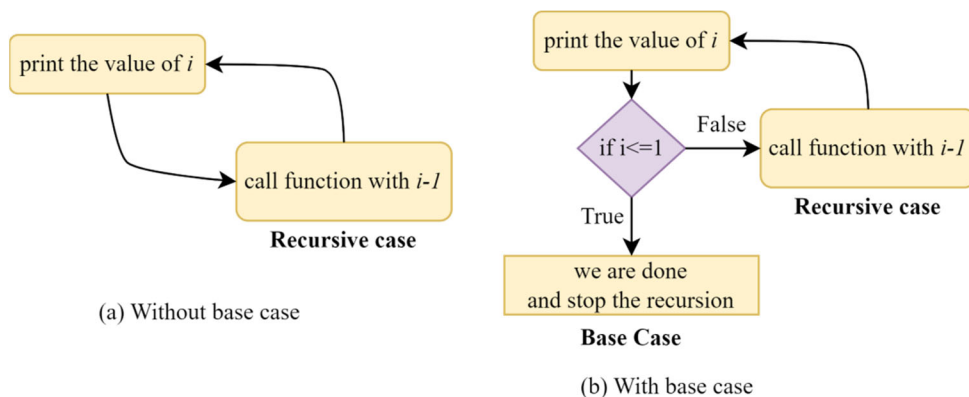 print the value of i
call function with i-1
Recursive case
(a) Without base case
print the value of i
if i<=1
False
call function with i-1
Recursive case
True
we are done
and stop the recursion
Base Case
(b) With base case